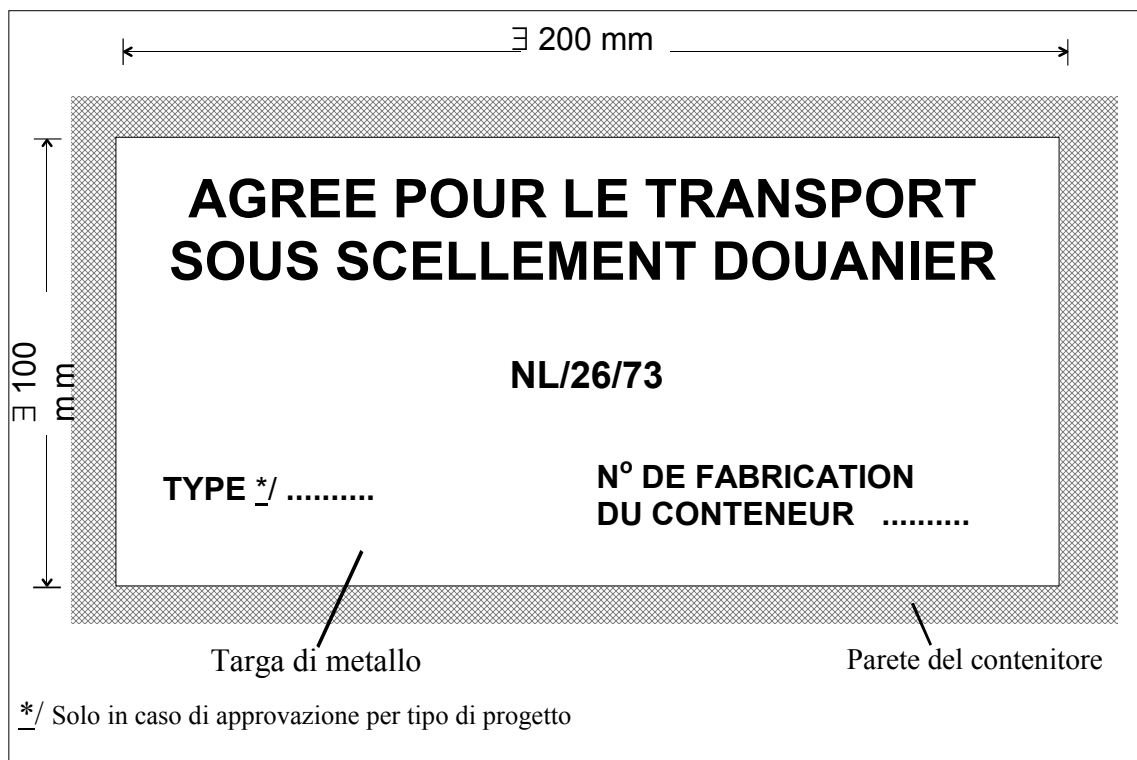 ∃ 200 mm
AGREE POUR LE TRANSPORT
SOUS SCELLEMENT DOUANIER
∃ 100
mm
NL/26/73
TYPE */ ..........
Nº DE FABRICATION
DU CONTENEUR ..........
Targa di metallo
Parete del contenitore
*/ Solo in caso di approvazione per tipo di progetto